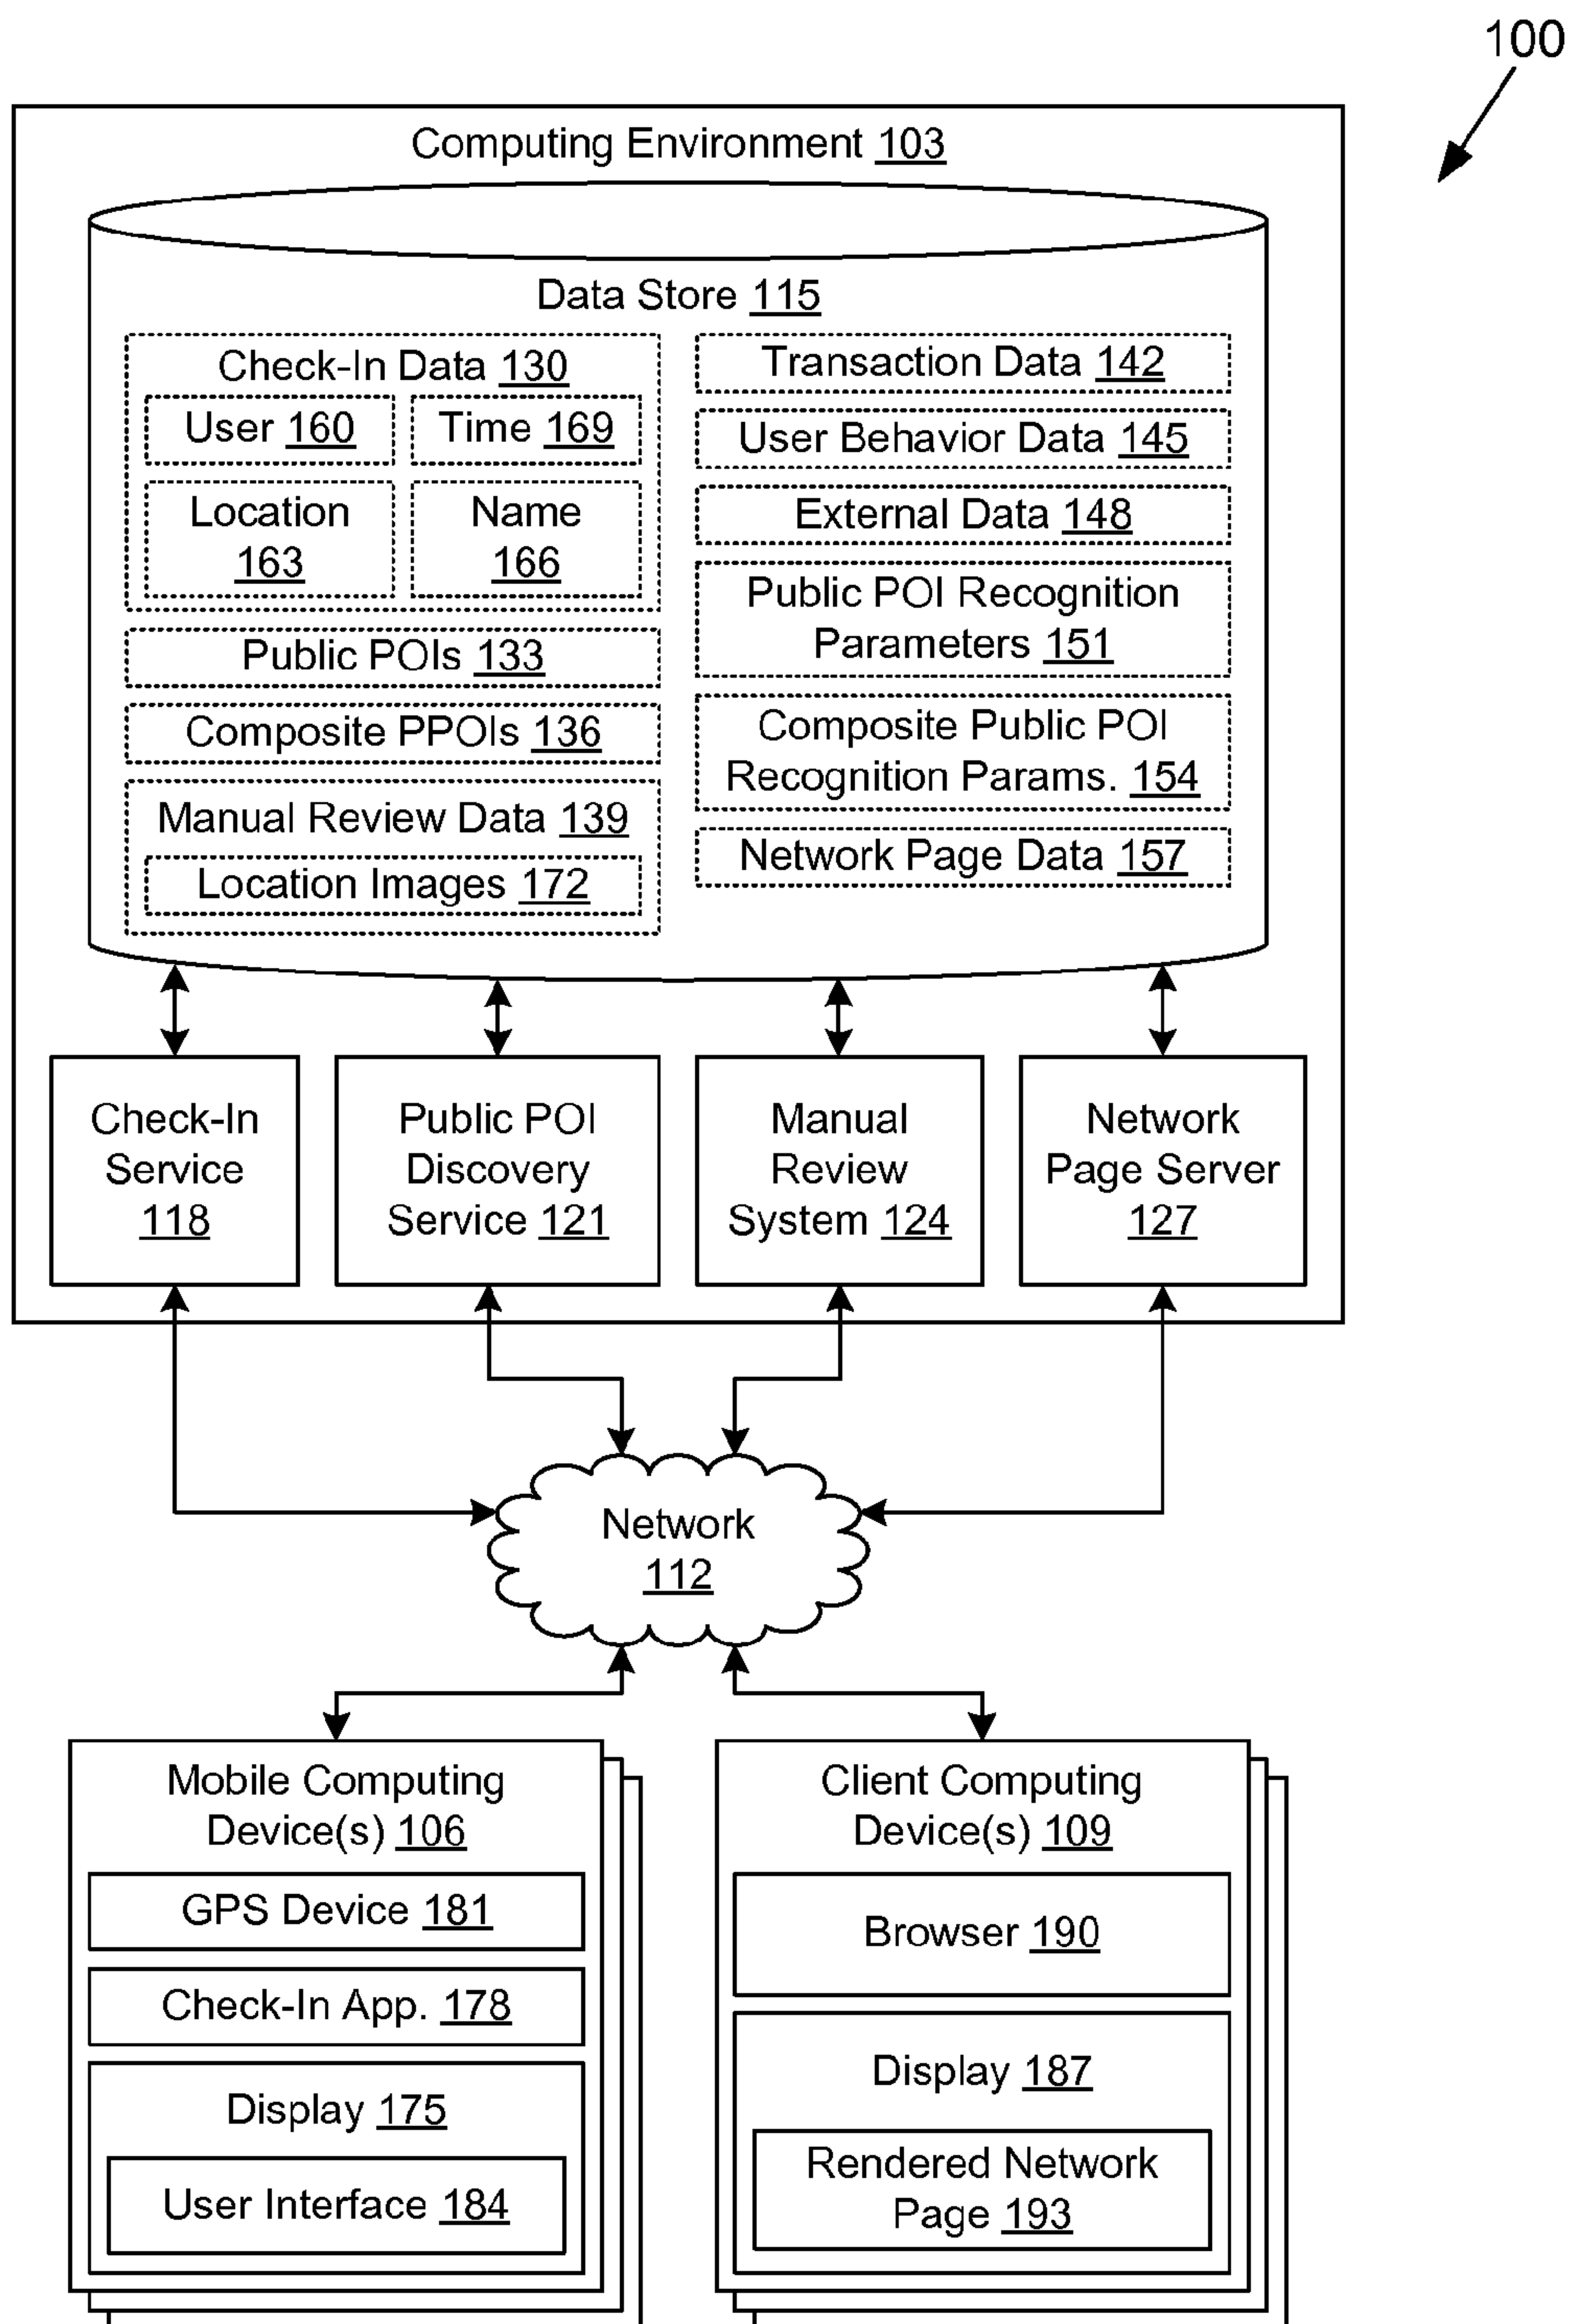 100
Computing Environment 103
Data Store 115
Check-In Data 130
User 160
Time 169
Location
163
Name
166
Public POIs 133
Composite PPOIs 136
Manual Review Data 139
Location Images 172
Transaction Data 142
User Behavior Data 145
External Data 148
Public POI Recognition
Parameters 151
Composite Public POI
Recognition Params. 154
Network Page Data 157
Check-In
Service
118
Public POI
Discovery
Service 121
Manual
Review
System 124
Network
Page Server
127
Network
112
Mobile Computing
Device(s) 106
GPS Device 181
Check-In App. 178
Display 175
User Interface 184
Client Computing
Device(s) 109
Browser 190
Display 187
Rendered Network
Page 193